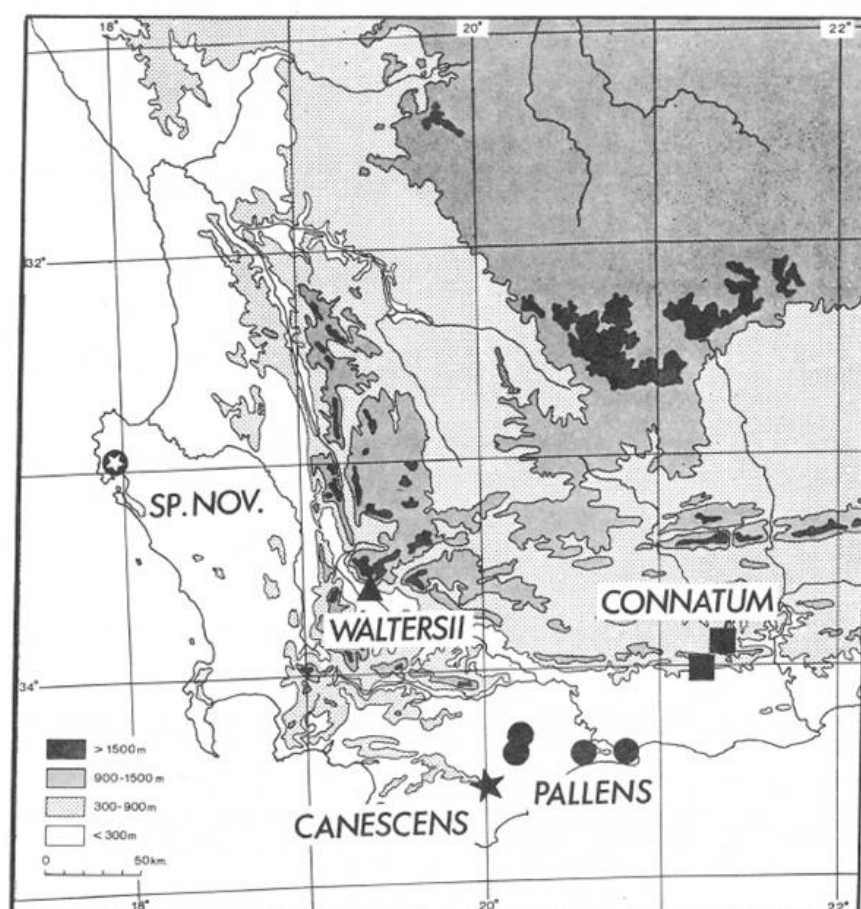 18° 20° 22°
32°
SP. NOV.
CONNATUM
WALTERSII
34°
> 1500 m
900-1500 m
300-900 m
< 300 m
0 50 km.
PALLENS
CANESCENS
18° 20° 22°